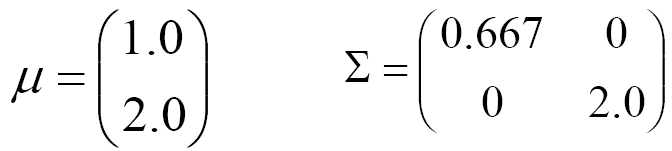 μ = (1.0 2.0) Σ = (0.667 0 0 2.0)